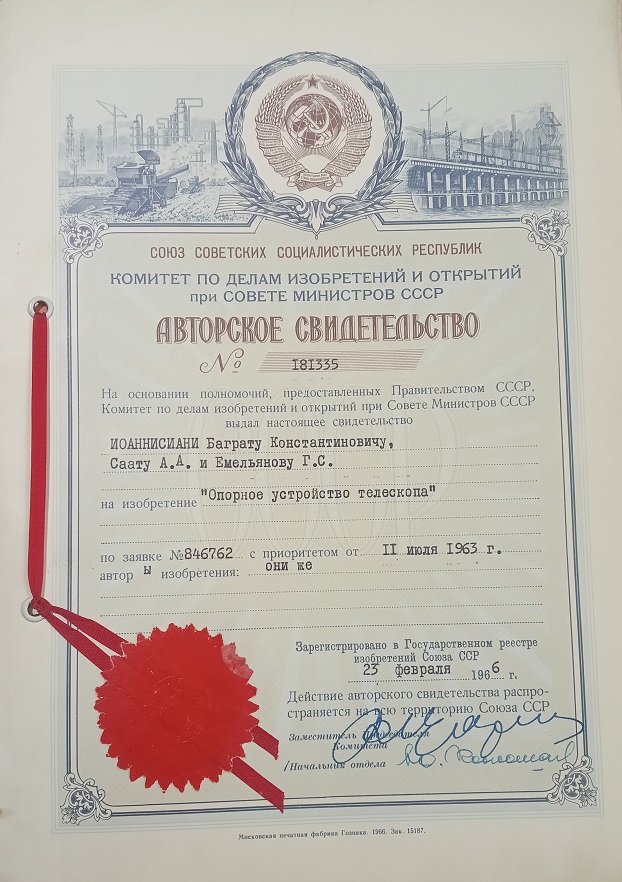 СОЮЗ СОВЕТСКИХ СОЦИАЛИСТИЧЕСКИХ РЕСПУБЛИК
КОМИТЕТ ПО ДЕЛАМ ИЗОБРЕТЕНИЙ И ОТКРЫТИЙ
при СОВЕТЕ МИНИСТРОВ СССР
АВТОРСКОЕ СВИДЕТЕЛЬСТВО
№ 181335
На основании полномочий, предоставленных Правительством СССР,
Комитет по делам изобретений и открытий при Совете Министров СССР
выдал настоящее свидетельство
ИОАННИСИАНИ Баграту Константиновичу,
Саату А.А. и Емельянову Г.С.
на изобретение "Опорное устройство телескопа"
по заявке №846762 с приоритетом от II июля 1963 г.
автор ы изобретения: они же
Зарегистрировано в Государственном реестре
изобретений Союза ССР
23 февраля 1966 г.
Действие авторского свидетельства распро-
страняется на всю территорию Союза ССР
Заместитель Председателя
Комитета
Начальник отдела
Московская печатная фабрика Гознака. 1966. Зак. 15187.